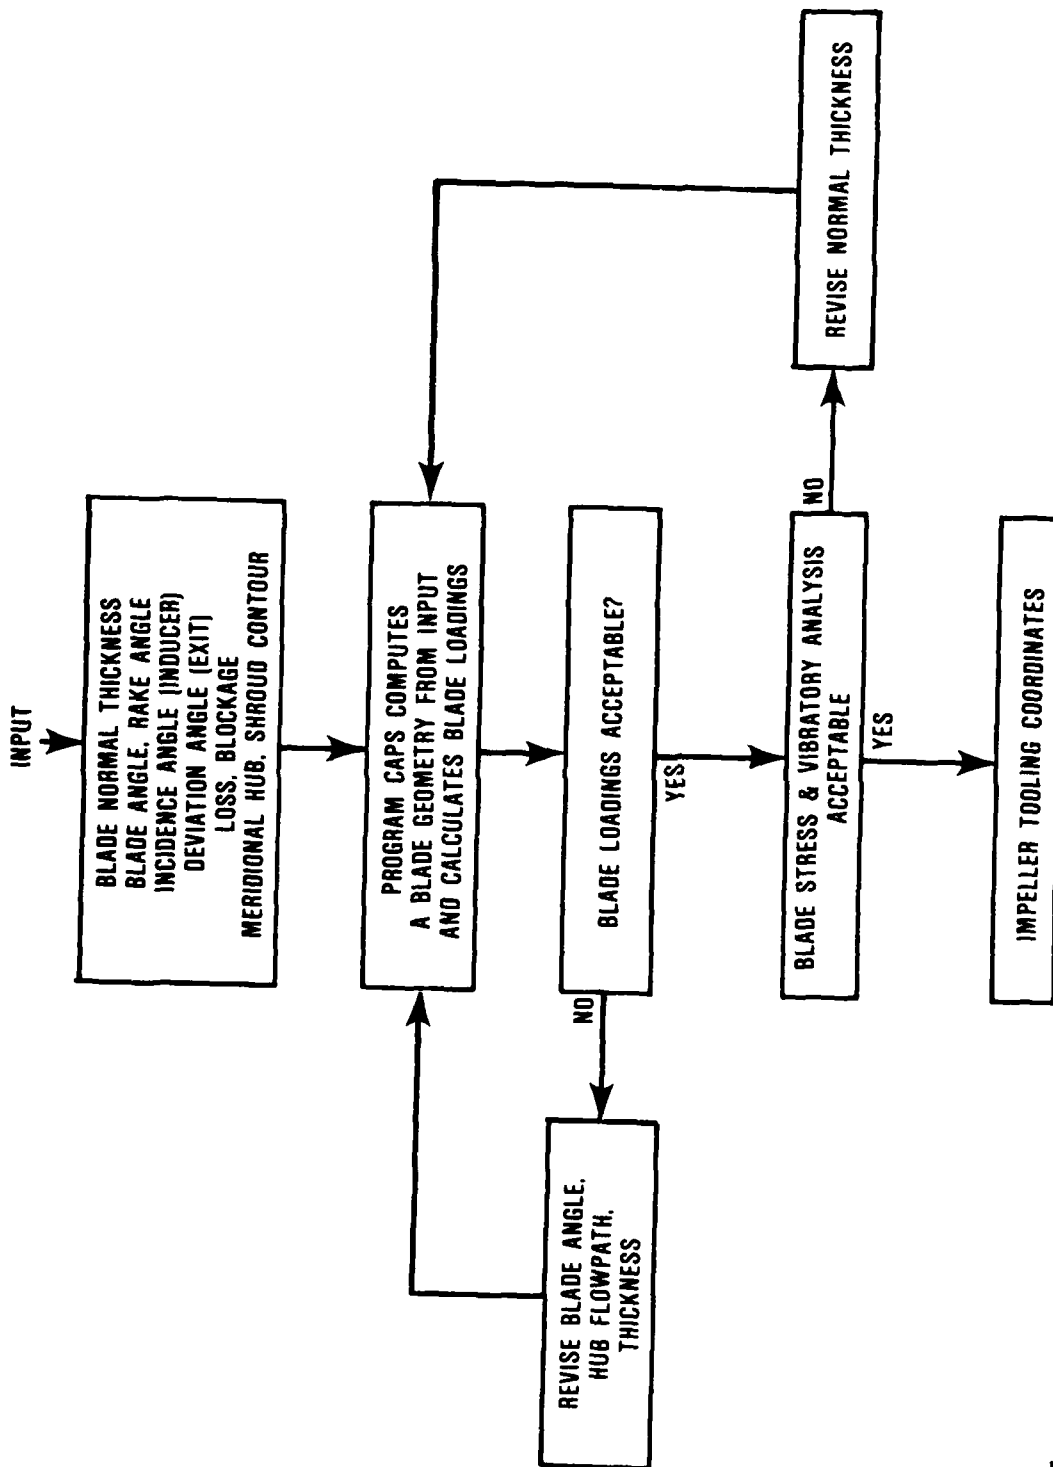 INPUT
BLADE NORMAL THICKNESS
BLADE ANGLE, RAKE ANGLE
INCIDENCE ANGLE (INDUCER)
DEVIATION ANGLE (EXIT)
LOSS, BLOCKAGE
MERIDIONAL HUB, SHROUD CONTOUR
PROGRAM CAPS COMPUTES
A BLADE GEOMETRY FROM INPUT
AND CALCULATES BLADE LOADINGS
BLADE LOADINGS ACCEPTABLE?
NO
REVISE BLADE ANGLE,
HUB FLOWPATH,
THICKNESS
YES
BLADE STRESS & VIBRATORY ANALYSIS
ACCEPTABLE
NO
REVISE NORMAL THICKNESS
YES
IMPELLER TOOLING COORDINATES